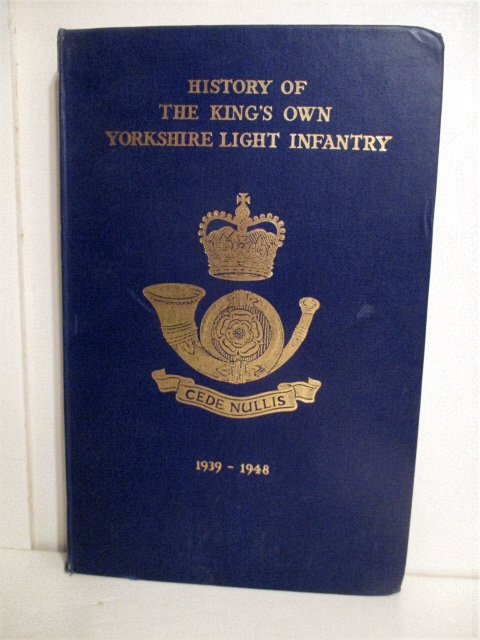 HISTORY OF
THE KING'S OWN
YORKSHIRE LIGHT INFANTRY
CEDE NULLIS
1939 - 1948